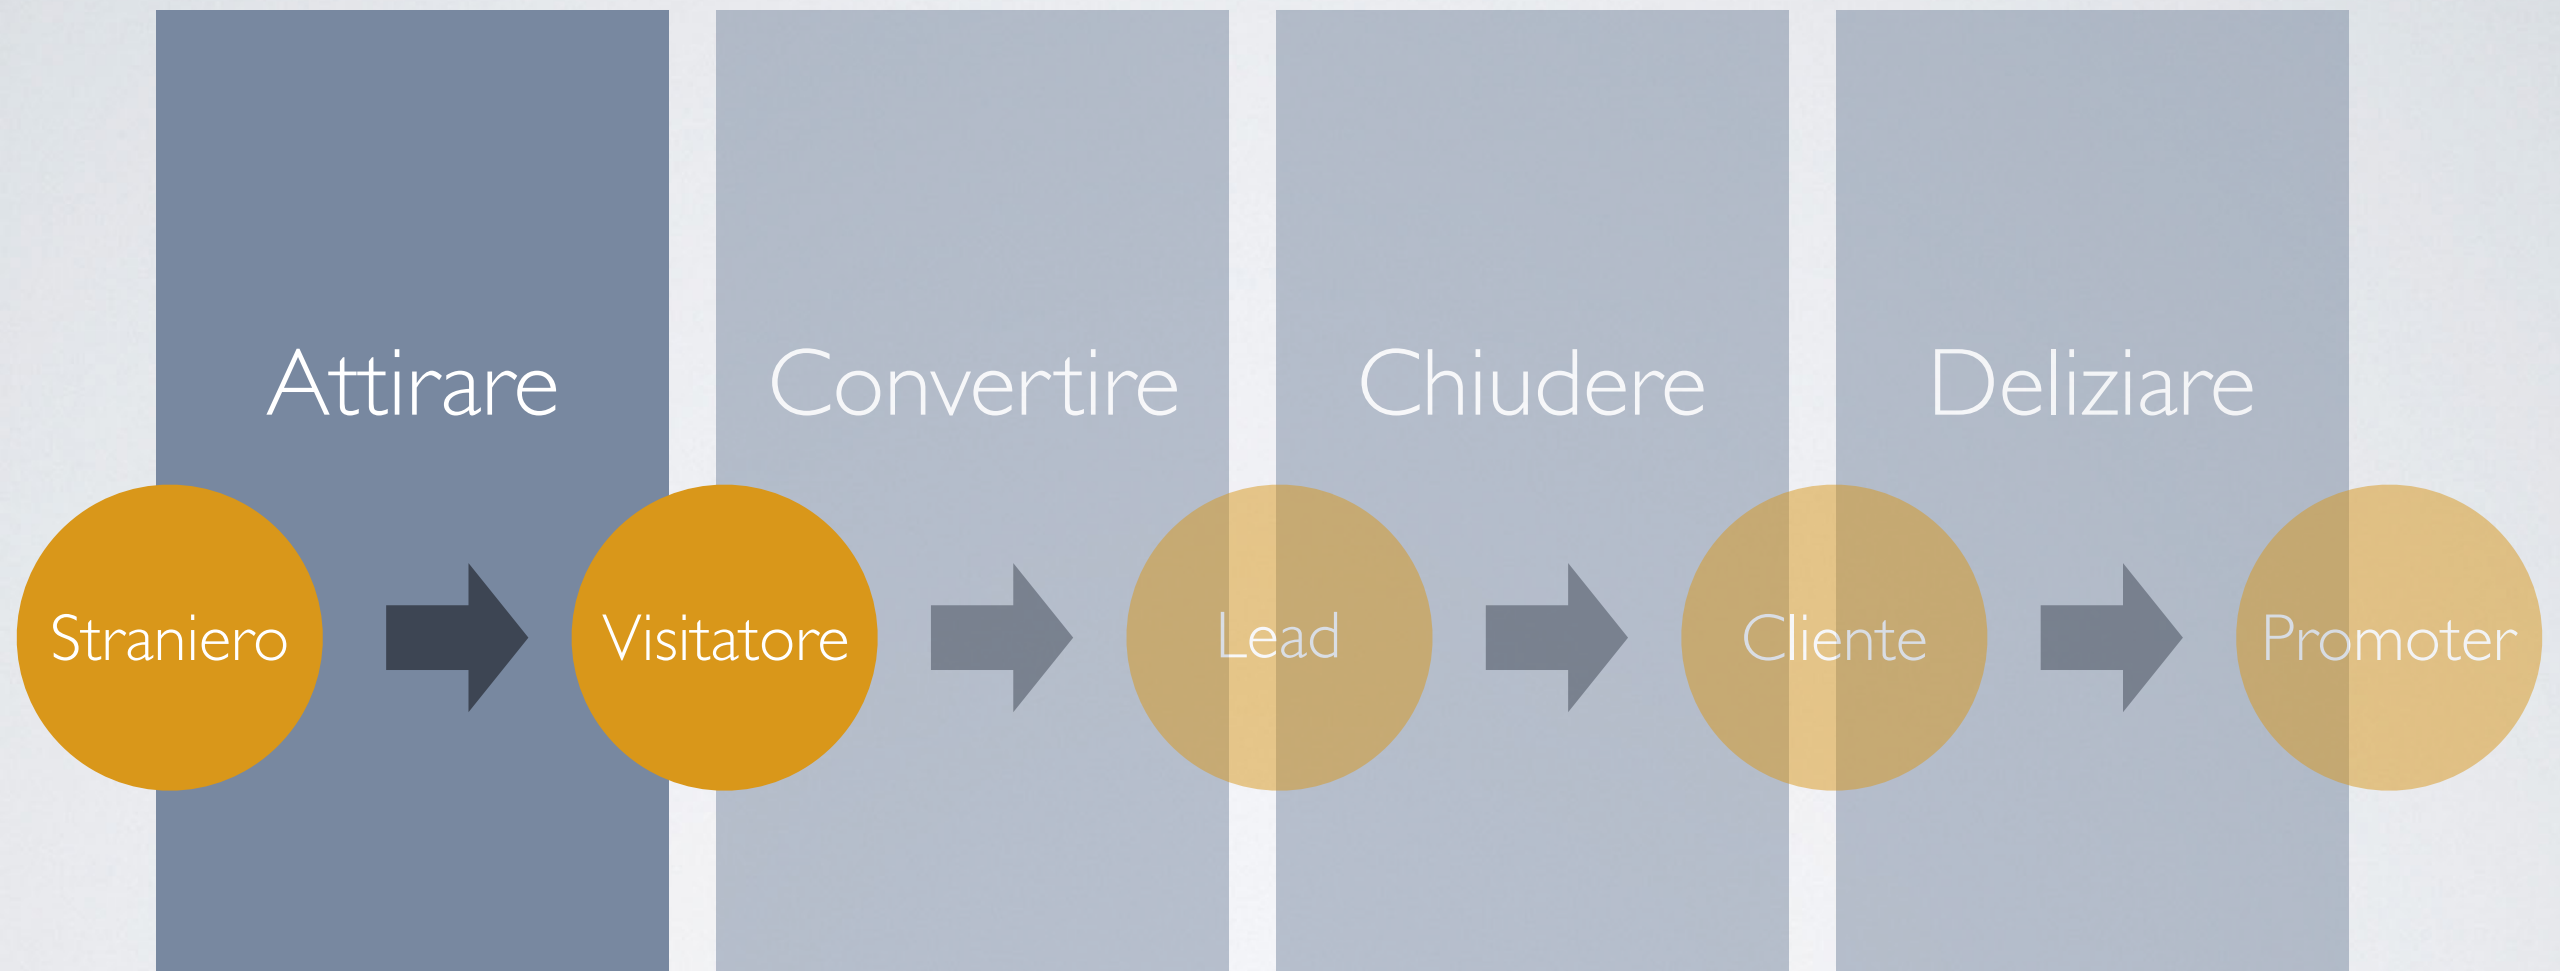 Attirare
Convertire
Chiudere
Deliziare
Straniero
Visitatore
Lead
Cliente
Promoter